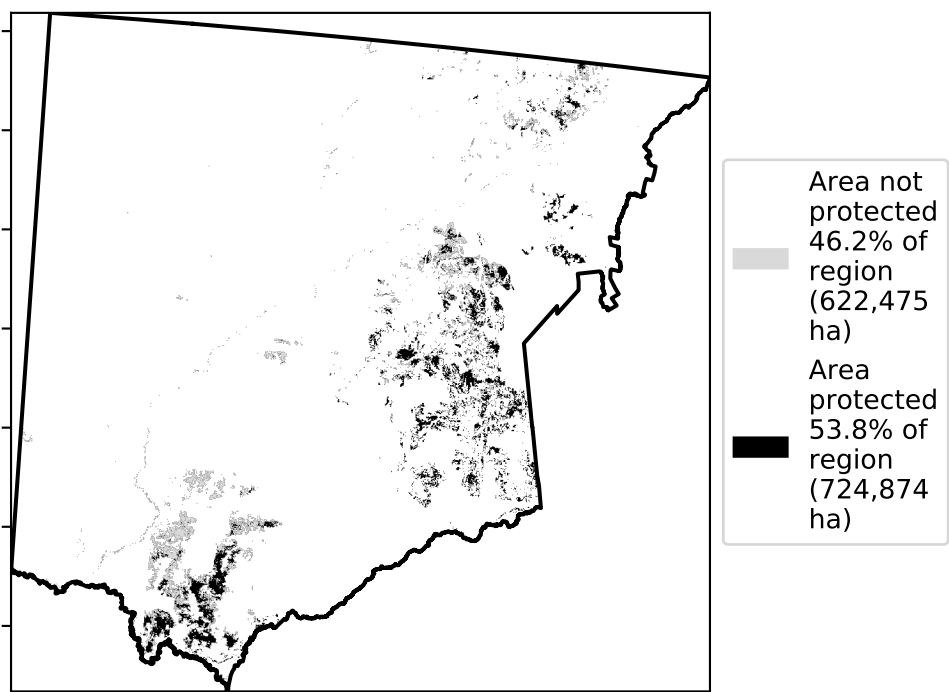 Area not
protected
46.2% of
region
(622,475
ha)
Area
protected
53.8% of
region
(724,874
ha)